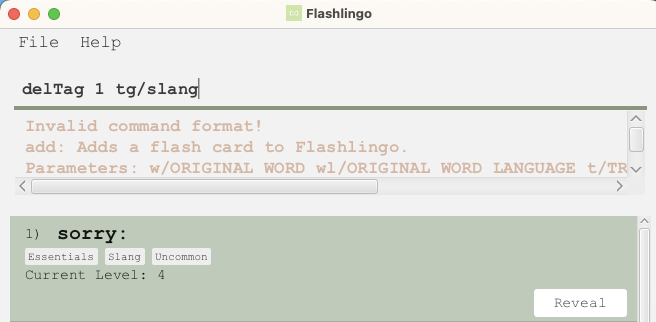 Flashlingo
File Help
delTag 1 tg/slang
Invalid command format!
add: Adds a flash card to Flashlingo.
Parameters: w/ORIGINAL WORD wl/ORIGINAL WORD LANGUAGE t/TR
1) sorry:
Essentials Slang Uncommon
Current Level: 4
Reveal